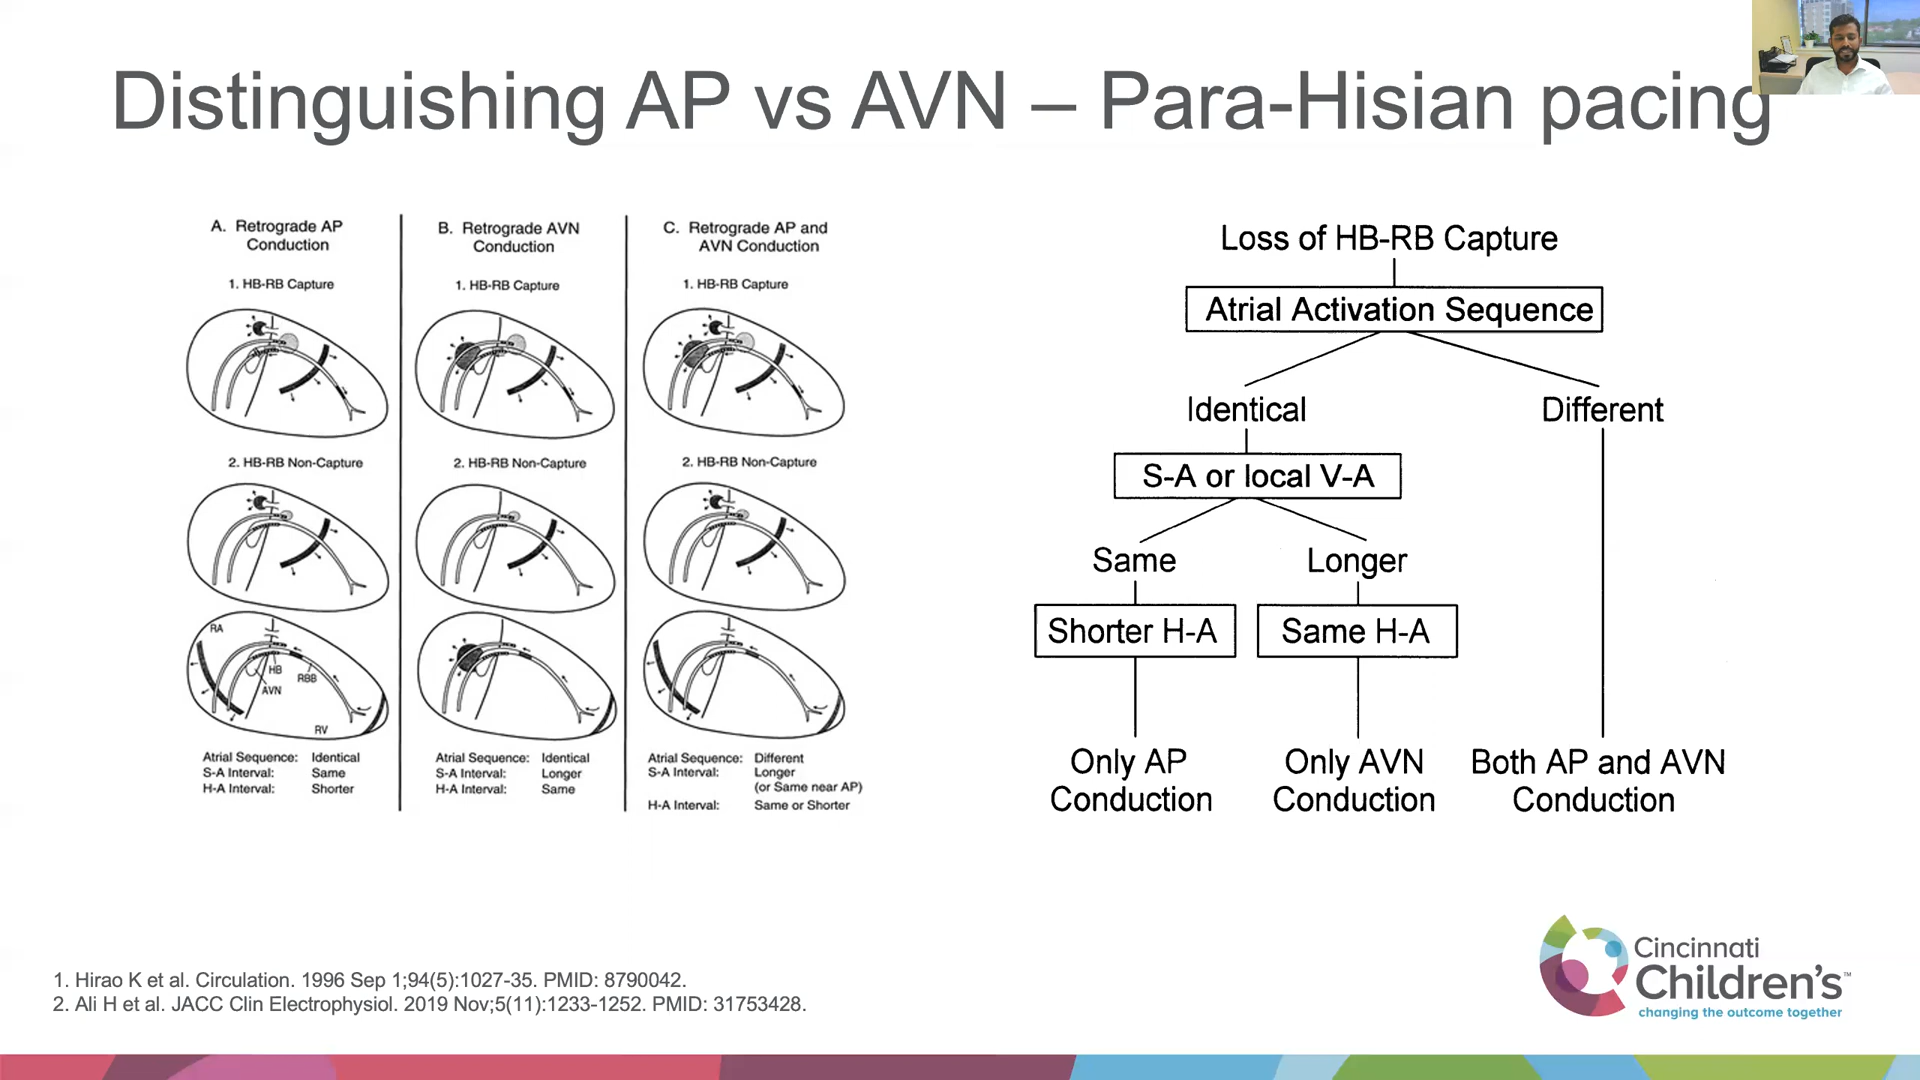 Distinguishing AP vs AVN – Para-Hisian pacing
A. Retrograde AP
Conduction
1. HB-RB Capture
2. HB-RB Non-Capture
RA
HB
RBB
AVN
RV
Atrial Sequence: Identical
S-A Interval: Same
H-A Interval: Shorter
B. Retrograde AVN
Conduction
1. HB-RB Capture
2. HB-RB Non-Capture
Atrial Sequence: Identical
S-A Interval: Longer
H-A Interval: Same
C. Retrograde AP and
AVN Conduction
1. HB-RB Capture
2. HB-RB Non-Capture
Atrial Sequence: Different
S-A Interval: Longer
(or Same near AP)
H-A Interval: Same or Shorter
Loss of HB-RB Capture
Atrial Activation Sequence
Identical
Different
S-A or local V-A
Same
Longer
Shorter H-A
Same H-A
Only AP
Conduction
Only AVN
Conduction
Both AP and AVN
Conduction
1. Hirao K et al. Circulation. 1996 Sep 1;94(5):1027-35. PMID: 8790042.
2. Ali H et al. JACC Clin Electrophysiol. 2019 Nov;5(11):1233-1252. PMID: 31753428.
Cincinnati
Children's™
changing the outcome together